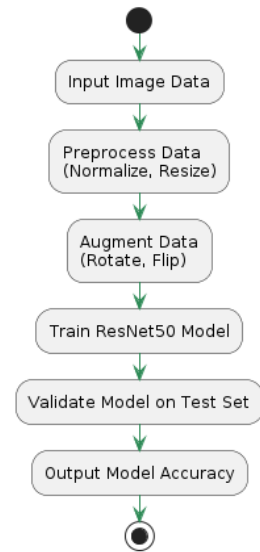 Input Image Data
Preprocess Data
(Normalize, Resize)
Augment Data
(Rotate, Flip)
Train ResNet50 Model
Validate Model on Test Set
Output Model Accuracy